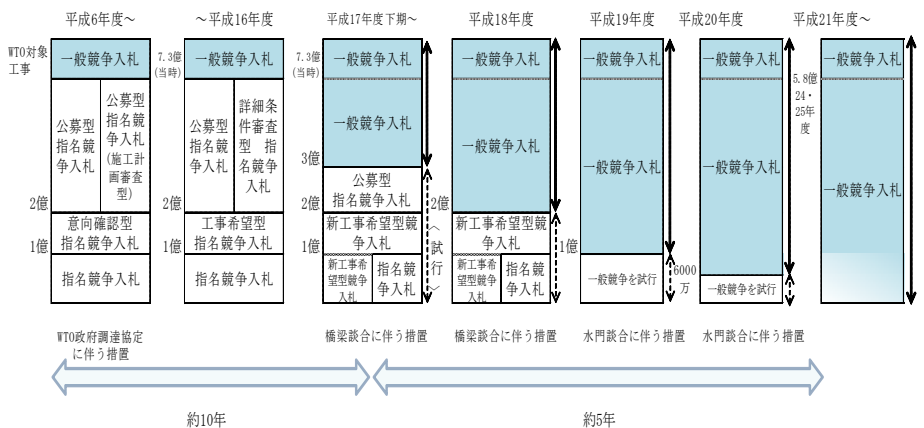 平成6年度～
～平成16年度
平成17年度下期～
平成18年度
平成19年度
平成20年度
平成21年度～
WTO対象
工事
一般競争入札
公募型
指名競
争入札
公募型
指名競
争入札
(施工計
画審査
型)
2億
意向確認型
指名競争入札
1億
指名競争入札
7.3億
(当時)
一般競争入札
公募型
指名競
争入札
詳細条
件審査
型　指
名競争
入札
2億
工事希望型
指名競争入札
1億
指名競争入札
7.3億
(当時)
一般競争入札
一般競争入札
3億
公募型
指名競争入札
2億
新工事希望型競
争入札
1億
新工事希
望型競争
入札
指名競
争入札
〈試行〉
一般競争入札
一般競争入札
2億
新工事希望型競
争入札
新工事希
望型競争
入札
指名競
争入札
一般競争入札
一般競争入札
1億
一般競争を試行
6000
万
一般競争入札
一般競争入札
一般競争を試行
5.8億
24・
25年
度
一般競争入札
一般競争入札
WTO政府調達協定
に伴う措置
橋梁談合に伴う措置
橋梁談合に伴う措置
水門談合に伴う措置
水門談合に伴う措置
約10年
約5年